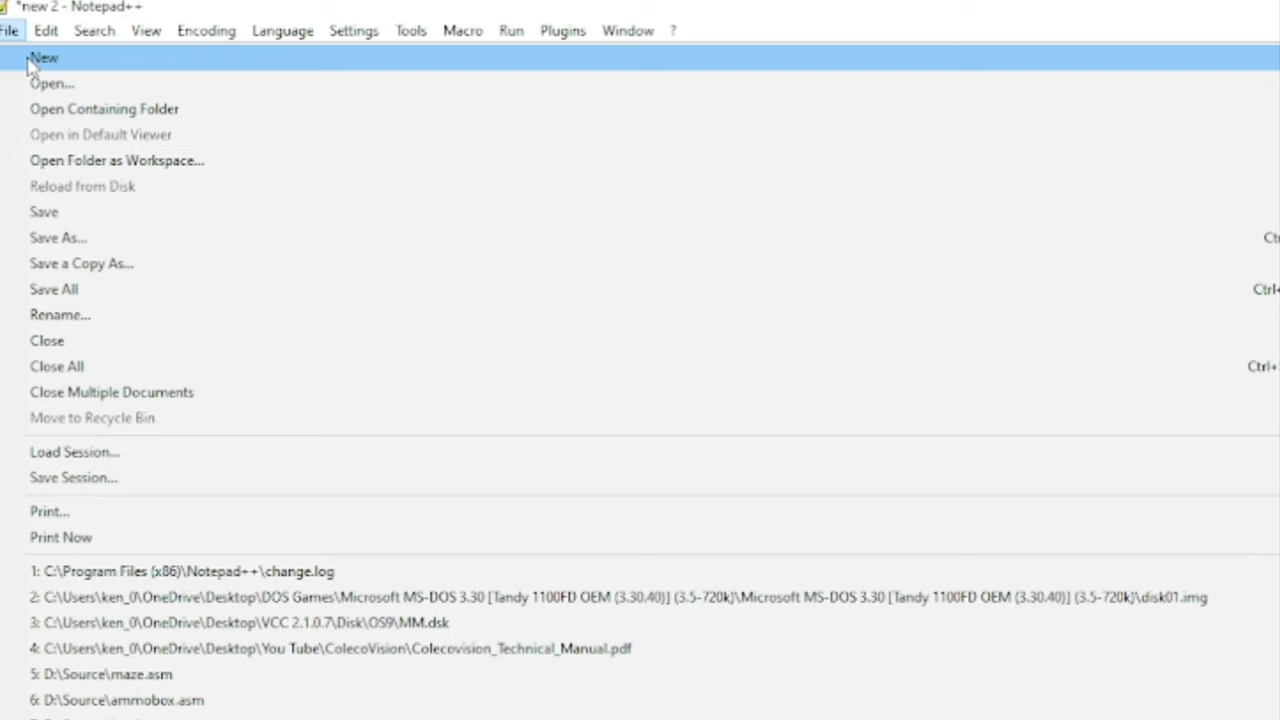 *new 2 - Notepad++
File Edit Search View Encoding Language Settings Tools Macro Run Plugins Window ?
New
Open...
Open Containing Folder
Open in Default Viewer
Open Folder as Workspace...
Reload from Disk
Save
Save As...
Save a Copy As...
Save All Ctrl+
Rename...
Close
Close All Ctrl+
Close Multiple Documents
Move to Recycle Bin
Load Session...
Save Session...
Print...
Print Now
1: C:\Program Files (x86)\Notepad++\change.log
2: C:\Users\ken_0\OneDrive\Desktop\DOS Games\Microsoft MS-DOS 3.30 [Tandy 1100FD OEM (3.30.40)] (3.5-720k)\Microsoft MS-DOS 3.30 [Tandy 1100FD OEM (3.30.40)] (3.5-720k)\disk01.img
3: C:\Users\ken_0\OneDrive\Desktop\VCC 2.1.0.7\Disk\OS9\MM.dsk
4: C:\Users\ken_0\OneDrive\Desktop\You Tube\ColecoVision\Colecovision_Technical_Manual.pdf
5: D:\Source\maze.asm
6: D:\Source\ammobox.asm